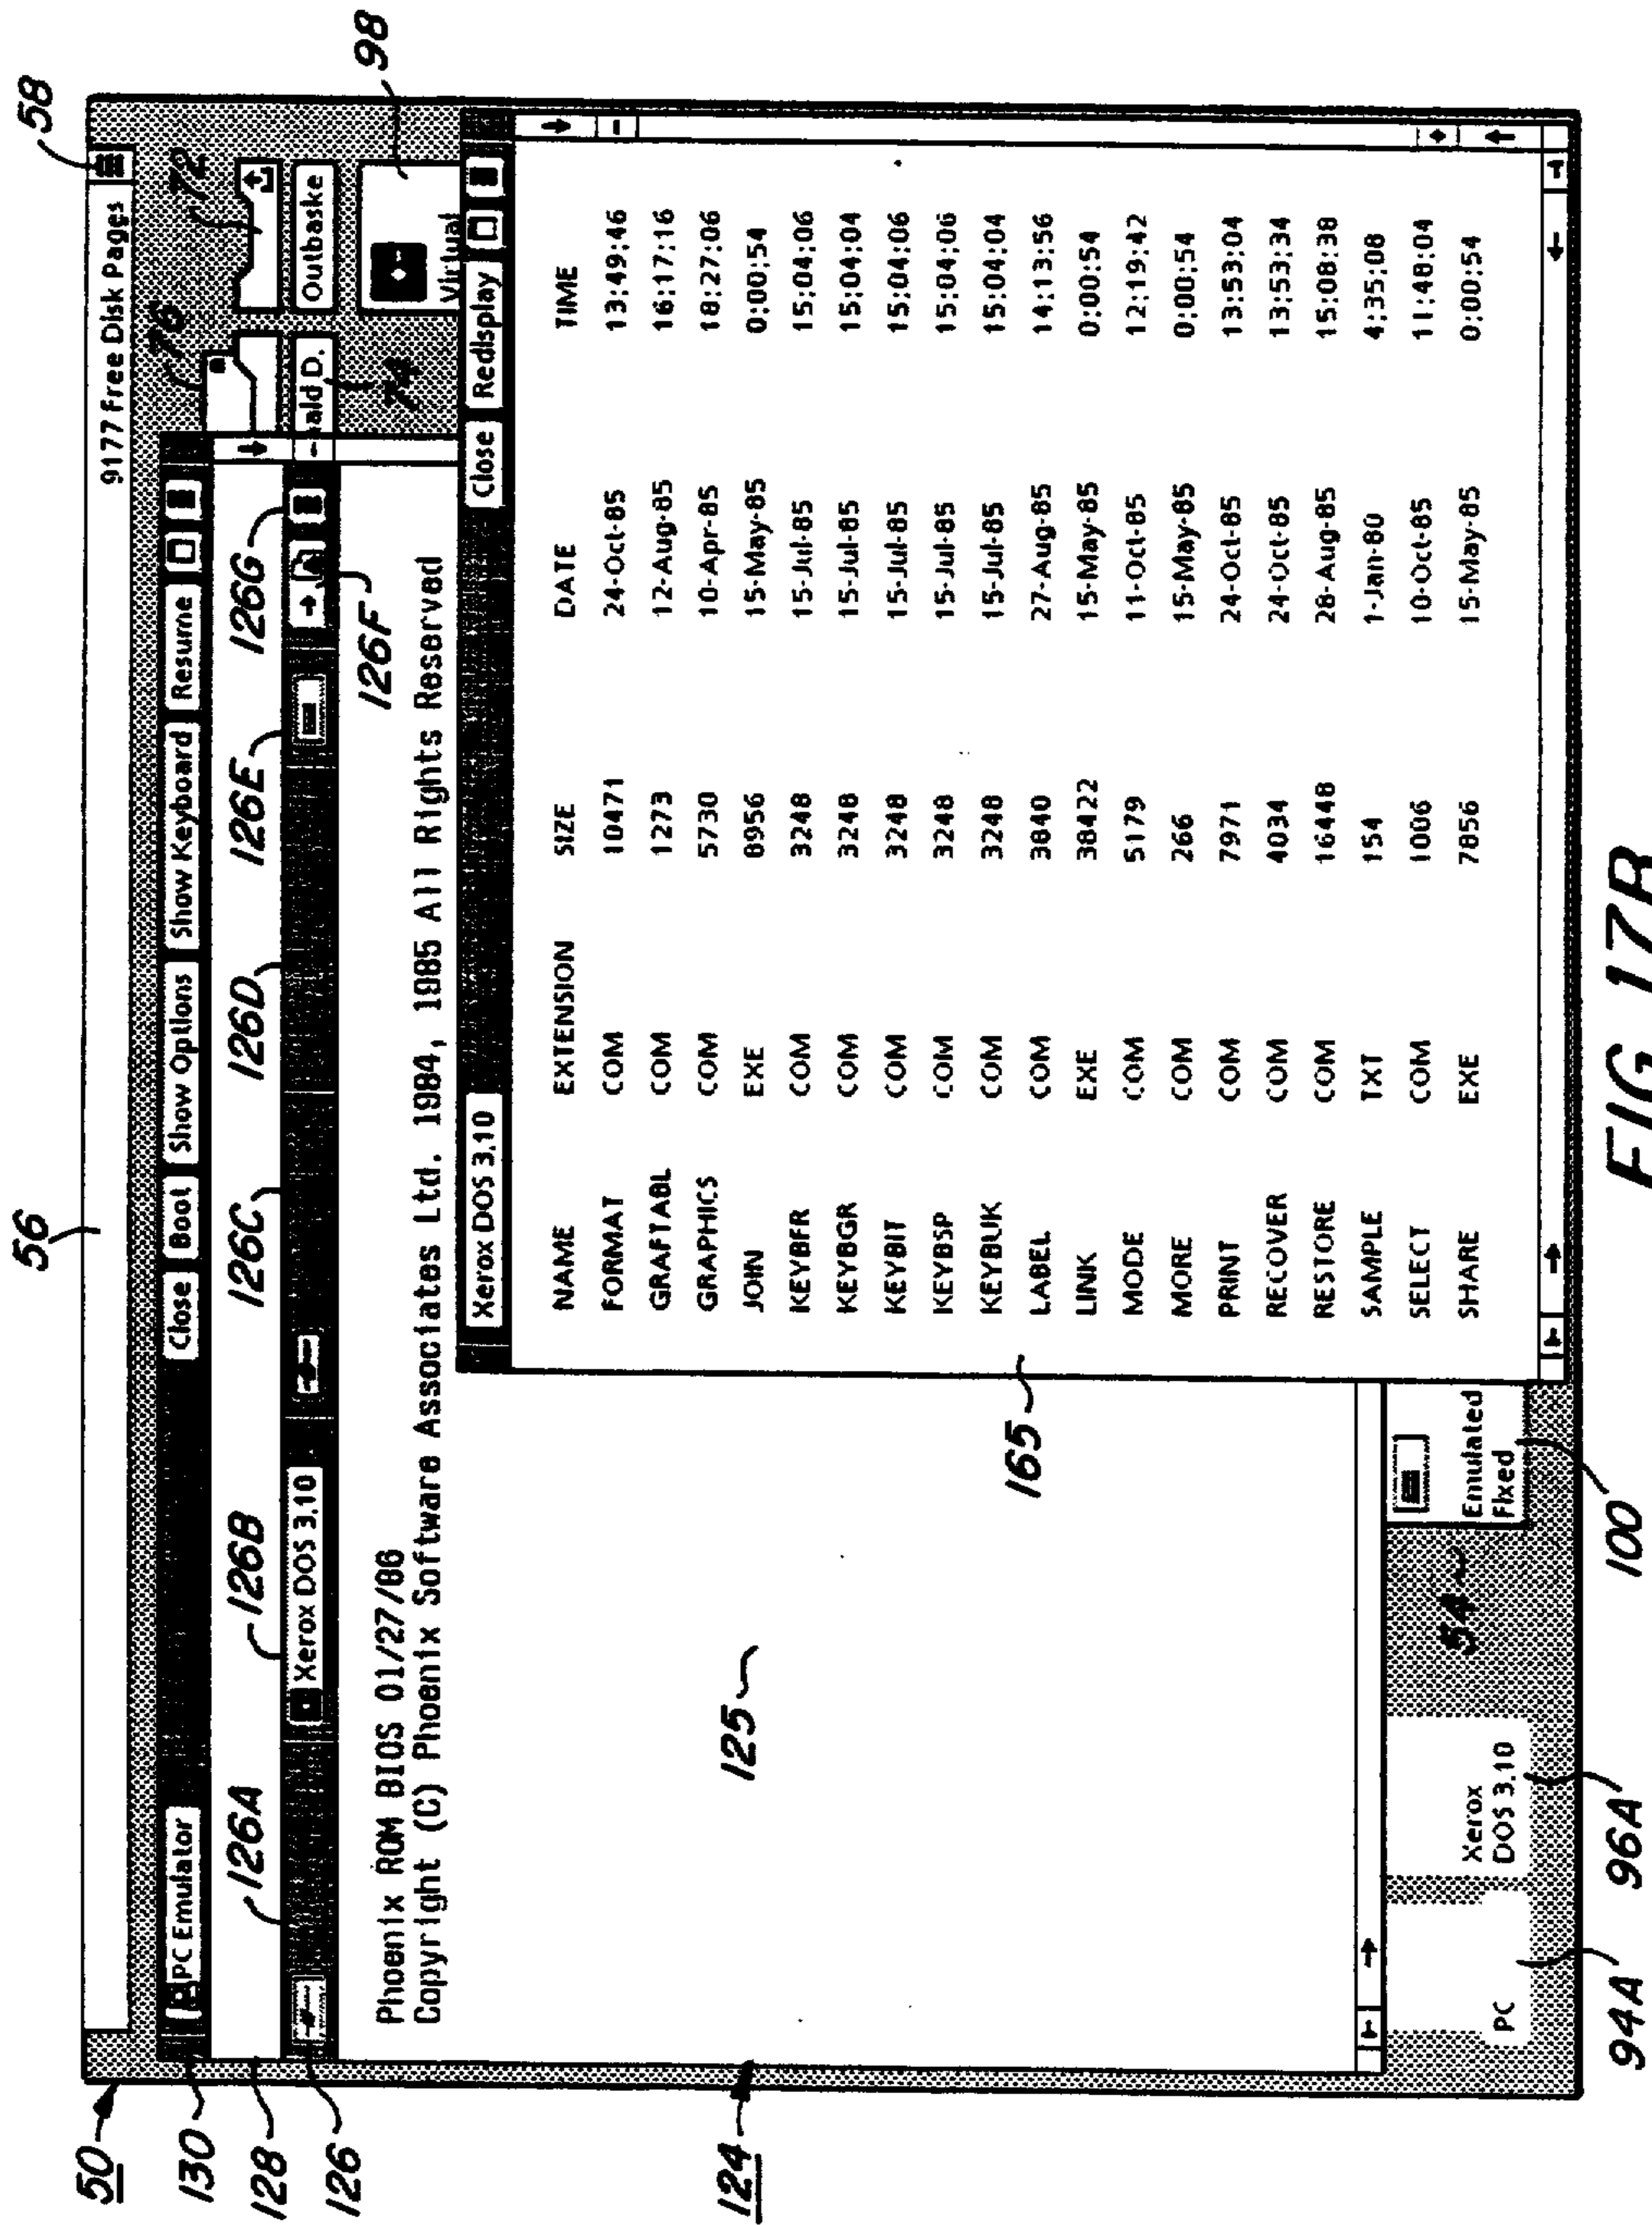 56
58
50
9177 Free Disk Pages
130
PC Emulator Close Boot Show Options Show Keyboard Resume
76 72
128
126A 126B 126C 126D 126E 126G
126
Xerox DOS 3.10
ald D. Outbaske
74
98
Virtual
126F
Phoenix ROM BIOS 01/27/86
Copyright (C) Phoenix Software Associates Ltd. 1984, 1985 All Rights Reserved
Xerox DOS 3.10 Close Redisplay
NAME EXTENSION SIZE DATE TIME
FORMAT COM 10471 24-Oct-85 13:49:46
GRAFTABL COM 1273 12-Aug-85 16:17:16
GRAPHICS COM 5730 10-Apr-85 18:27:06
JOIN EXE 8956 15-May-85 0:00:54
KEYBFR COM 3248 15-Jul-85 15:04:06
KEYBGR COM 3248 15-Jul-85 15:04:04
KEYBIT COM 3248 15-Jul-85 15:04:06
KEYBSP COM 3248 15-Jul-85 15:04:06
KEYBUK COM 3248 15-Jul-85 15:04:04
LABEL COM 3840 27-Aug-85 14:13:56
LINK EXE 38422 15-May-85 0:00:54
MODE COM 5179 11-Oct-85 12:19:42
MORE COM 266 15-May-85 0:00:54
PRINT COM 7971 24-Oct-85 13:53:04
RECOVER COM 4034 24-Oct-85 13:53:34
RESTORE COM 16448 28-Aug-85 15:08:38
SAMPLE TXT 154 1-Jan-80 4:35:08
SELECT COM 1006 10-Oct-85 11:48:04
SHARE EXE 7856 15-May-85 0:00:54
124
125
165
PC
Xerox
DOS 3.10
54
Emulated
Fixed
94A' 96A' 100
FIG 17B